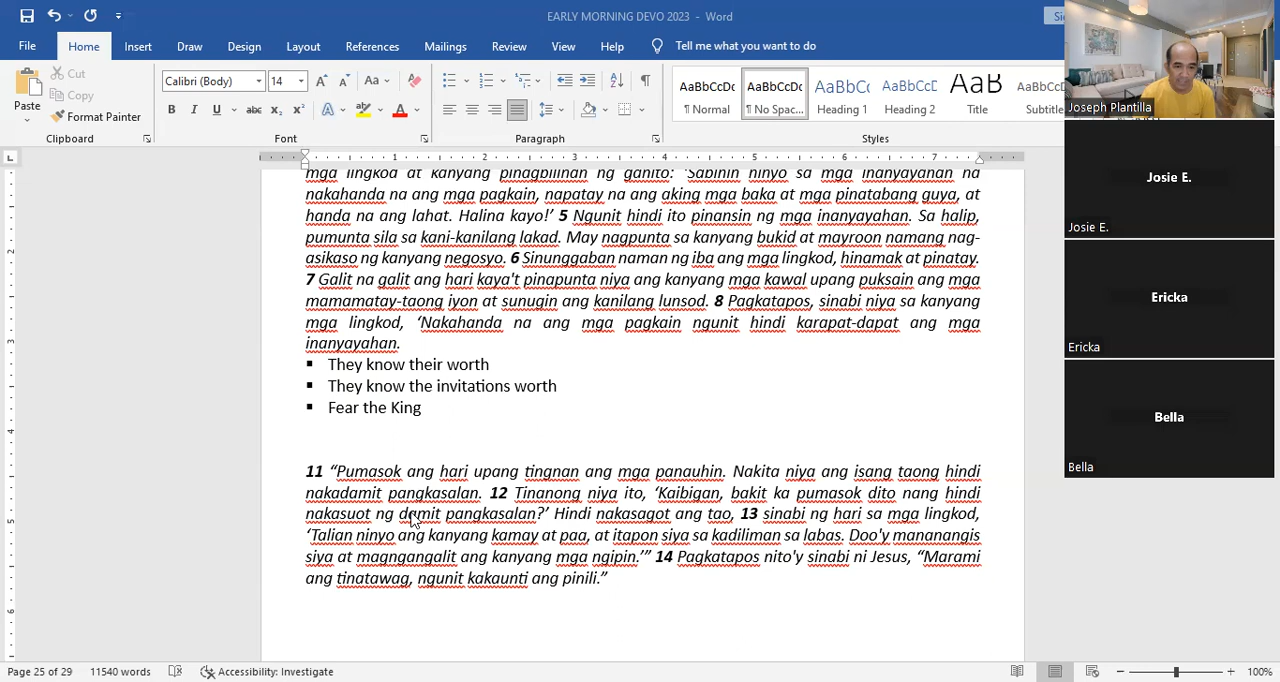 EARLY MORNING DEVO 2023 - Word
File Home Insert Draw Design Layout References Mailings Review View Help Tell me what you want to do
Paste Cut
Copy
Format Painter
Clipboard
Calibri (Body) 14
Font
Paragraph
AaBbCcDc AaBbCcDc AaBbCc AaBbCcD AaB AaBbCcD
¶ Normal ¶ No Spac... Heading 1 Heading 2 Title Subtitle
Styles
mga lingkod at kanyang pinagbilinan ng ganito: ‘Sabihin ninyo sa mga inanyayahan na
nakahanda na ang mga pagkain, napatay na ang aking mga baka at mga pinatabang guya, at
handa na ang lahat. Halina kayo!’ 5 Ngunit hindi ito pinansin ng mga inanyayahan. Sa halip,
pumunta sila sa kani-kanilang lakad. May nagpunta sa kanyang bukid at mayroon namang nag-
asikaso ng kanyang negosyo. 6 Sinunggaban naman ng iba ang mga lingkod, hinamak at pinatay.
7 Galit na galit ang hari kaya't pinapunta niya ang kanyang mga kawal upang puksain ang mga
mamamatay-taong iyon at sunugin ang kanilang lunsod. 8 Pagkatapos, sinabi niya sa kanyang
mga lingkod, ‘Nakahanda na ang mga pagkain ngunit hindi karapat-dapat ang mga
inanyayahan.
▪ They know their worth
▪ They know the invitations worth
▪ Fear the King
11 “Pumasok ang hari upang tingnan ang mga panauhin. Nakita niya ang isang taong hindi
nakadamit pangkasalan. 12 Tinanong niya ito, ‘Kaibigan, bakit ka pumasok dito nang hindi
nakasuot ng damit pangkasalan?’ Hindi nakasagot ang tao, 13 sinabi ng hari sa mga lingkod,
‘Talian ninyo ang kanyang kamay at paa, at itapon siya sa kadiliman sa labas. Doo'y mananangis
siya at magngangalit ang kanyang mga ngipin.’” 14 Pagkatapos nito'y sinabi ni Jesus, “Marami
ang tinatawag, ngunit kakaunti ang pinili.”
Page 25 of 29 11540 words Accessibility: Investigate 100%
Joseph Plantilla
Josie E.
Josie E.
Ericka
Ericka
Bella
Bella